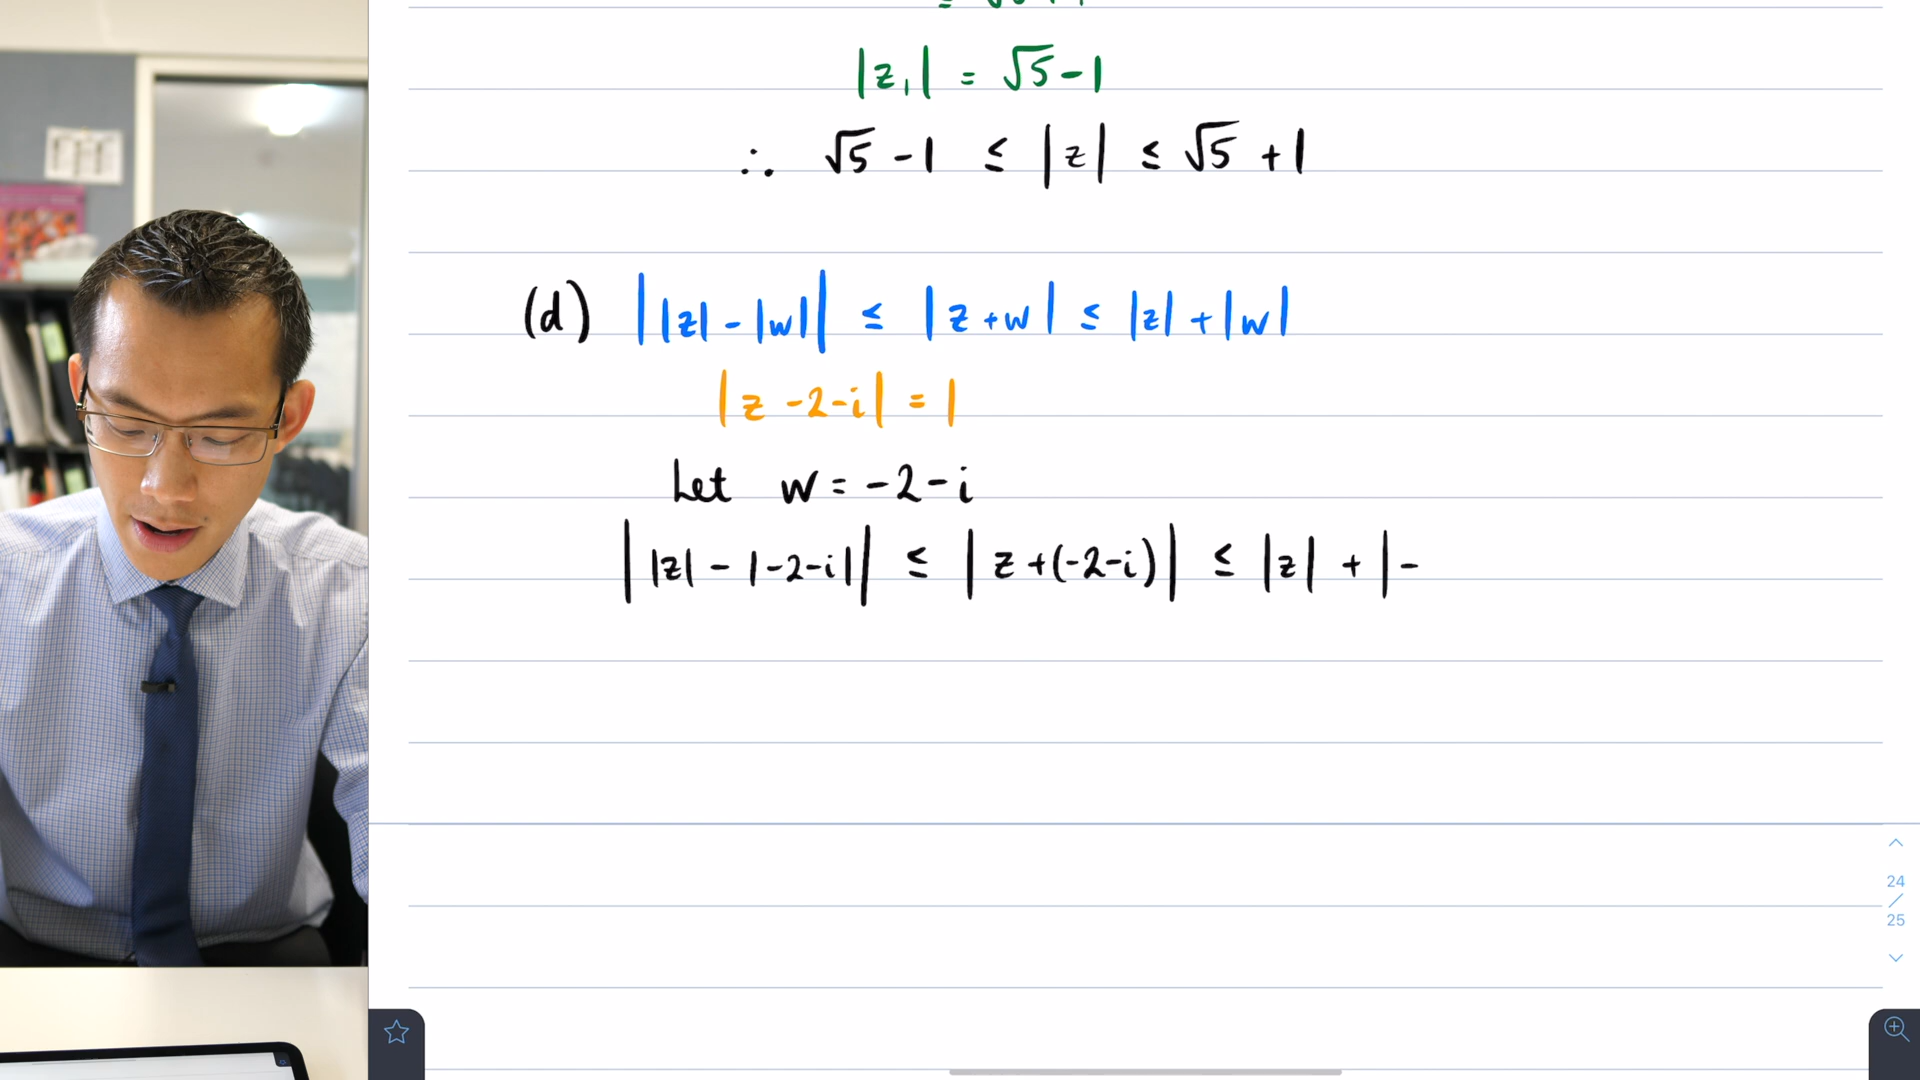 |z₁| = √5 - 1
∴ √5 - 1 ≤ |z| ≤ √5 + 1
(d) ||z| - |w|| ≤ |z + w| ≤ |z| + |w|
|z - 2 - i| = 1
Let w = -2 - i
||z| - |-2 - i|| ≤ |z + (-2 - i)| ≤ |z| + |-
24
/
25